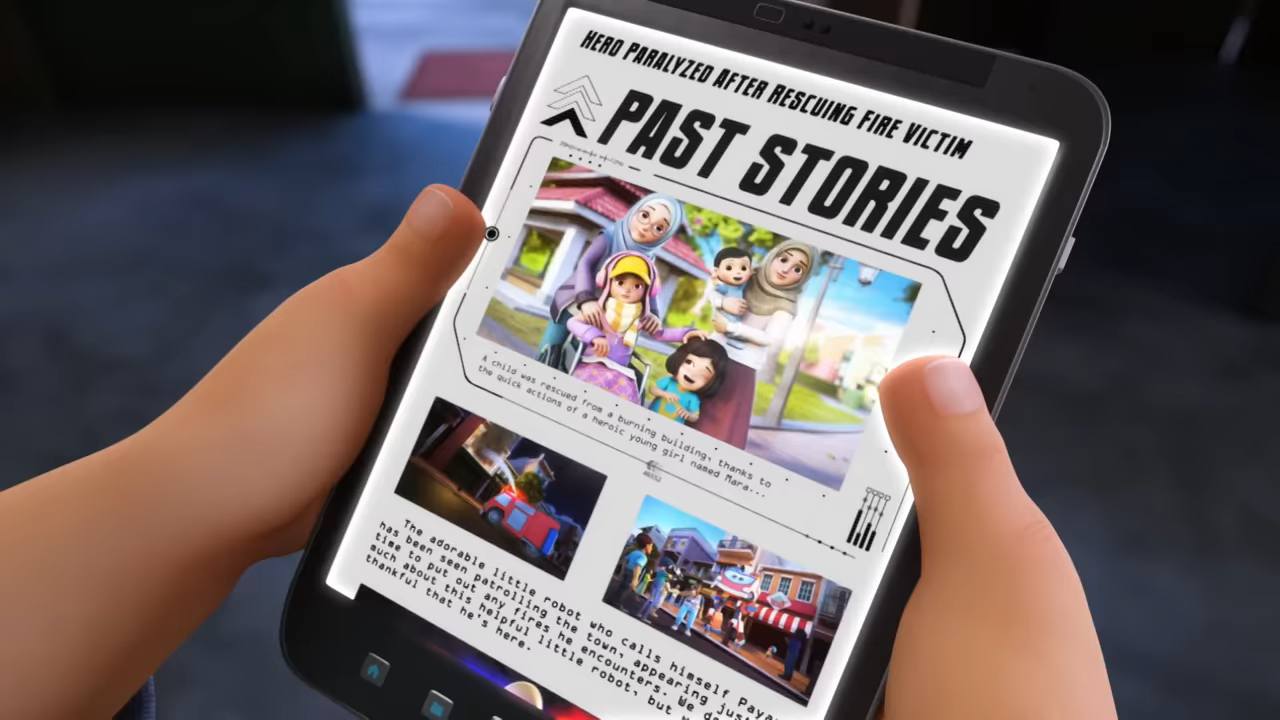 HERO PARALYZED AFTER RESCUING FIRE VICTIM
PAST STORIES
A child was rescued from a burning building, thanks to
the quick actions of a heroic young girl named Mara...
The adorable little robot who calls himself
has been seen patrolling the town, appearing just
time to put out any fires he encounters. We
much about this helpful little robot, but
thankful that he's here.